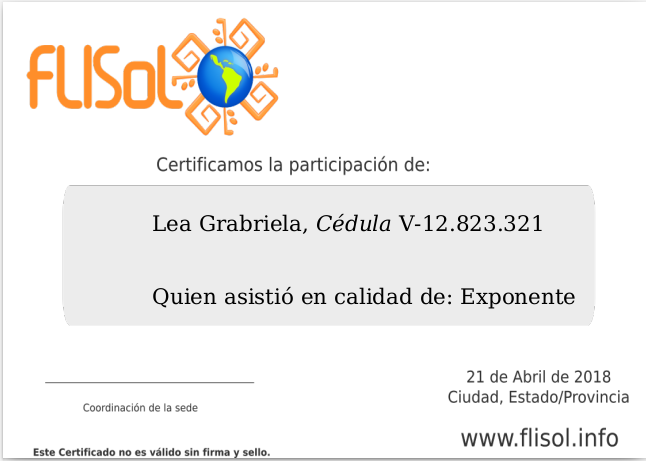 FLISoL
Certificamos la participación de:
Lea Grabriela, Cédula V-12.823.321
Quien asistió en calidad de: Exponente
21 de Abril de 2018
Ciudad, Estado/Provincia
Coordinación de la sede
www.flisol.info
Este Certificado no es válido sin firma y sello.